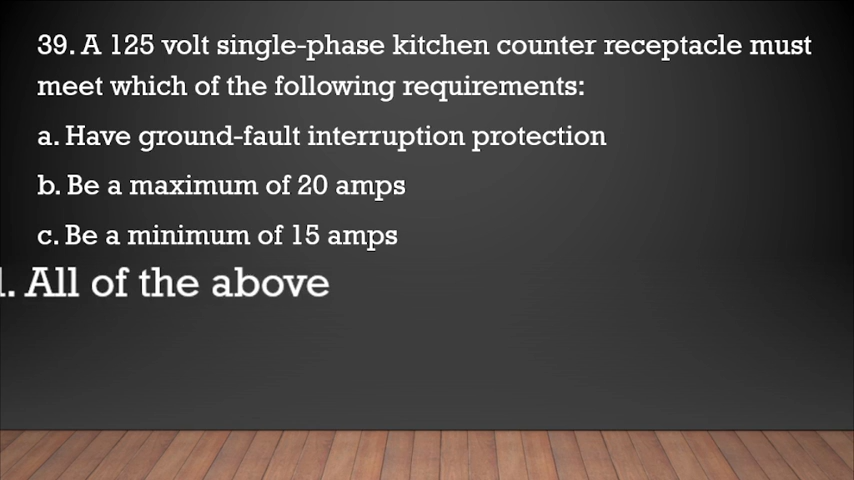 39. A 125 volt single-phase kitchen counter receptacle must
meet which of the following requirements:
a. Have ground-fault interruption protection
b. Be a maximum of 20 amps
c. Be a minimum of 15 amps
. All of the above